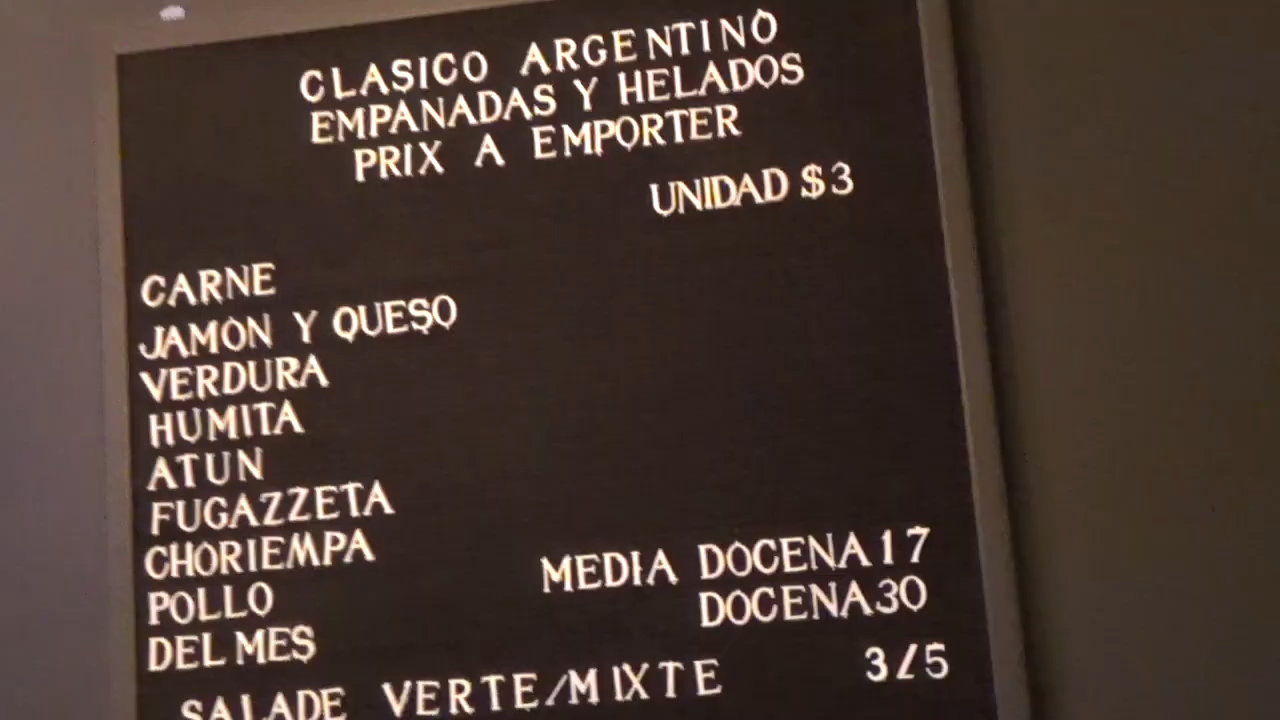 CLASICO ARGENTINO
EMPANADAS Y HELADOS
PRIX A EMPORTER
UNIDAD $3
CARNE
JAMON Y QUESO
VERDURA
HUMITA
ATUN
FUGAZZETA
CHORIEMPA
POLLO
DEL MES
MEDIA DOCENA 17
DOCENA 30
SALADE VERTE/MIXTE 3/5